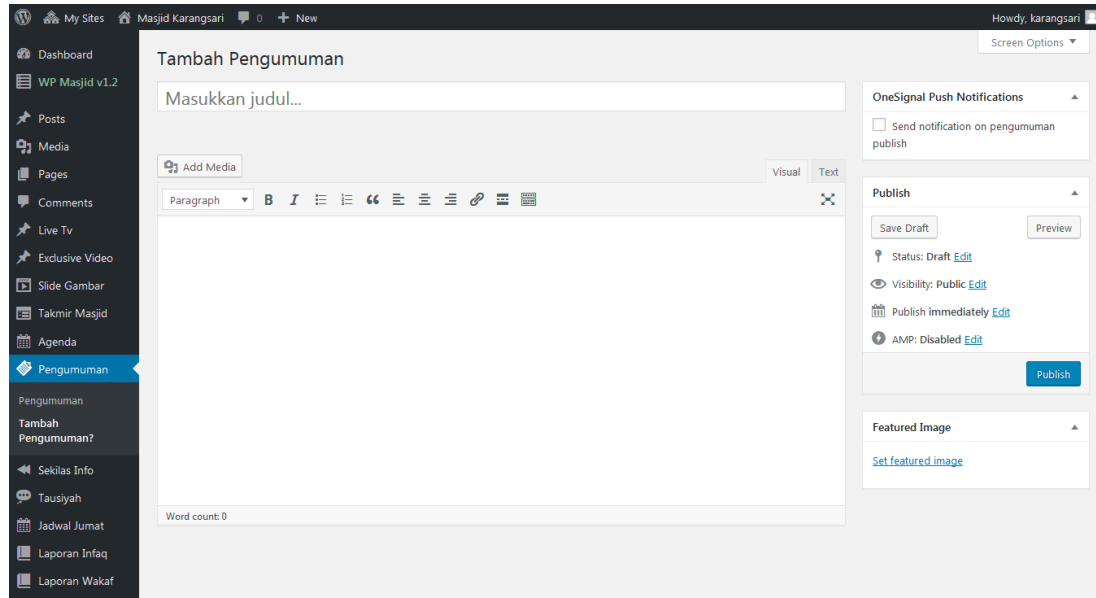 My Sites Masjid Karangsari 0 + New Howdy, karangsari
Screen Options
Dashboard
WP Masjid v1.2
Posts
Media
Pages
Comments
Live Tv
Exclusive Video
Slide Gambar
Takmir Masjid
Agenda
Pengumuman
Pengumuman
Tambah
Pengumuman?
Sekilas Info
Tausiyah
Jadwal Jumat
Laporan Infaq
Laporan Wakaf
Tambah Pengumuman
Masukkan judul...
Add Media
Visual Text
Paragraph B I
Word count: 0
OneSignal Push Notifications
Send notification on pengumuman
publish
Publish
Save Draft Preview
Status: Draft Edit
Visibility: Public Edit
Publish immediately Edit
AMP: Disabled Edit
Publish
Featured Image
Set featured image